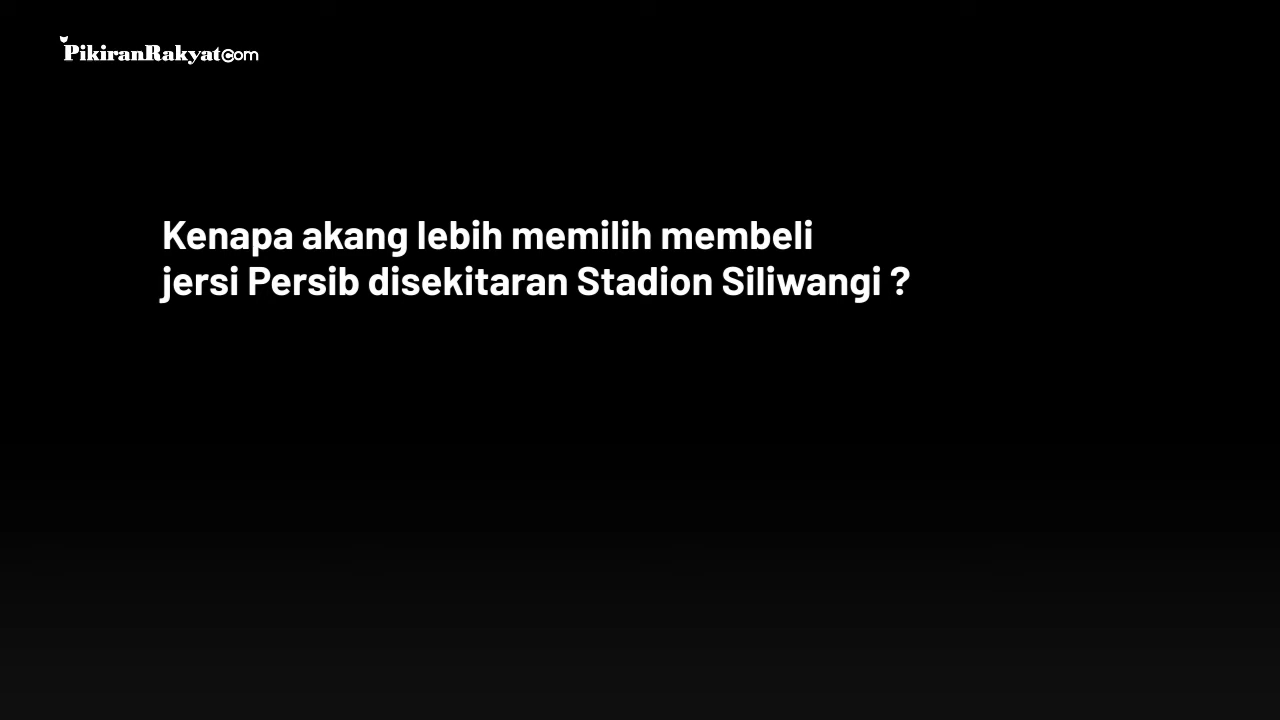 PikiranRakyat.com
Kenapa akang lebih memilih membeli
jersi Persib disekitaran Stadion Siliwangi ?